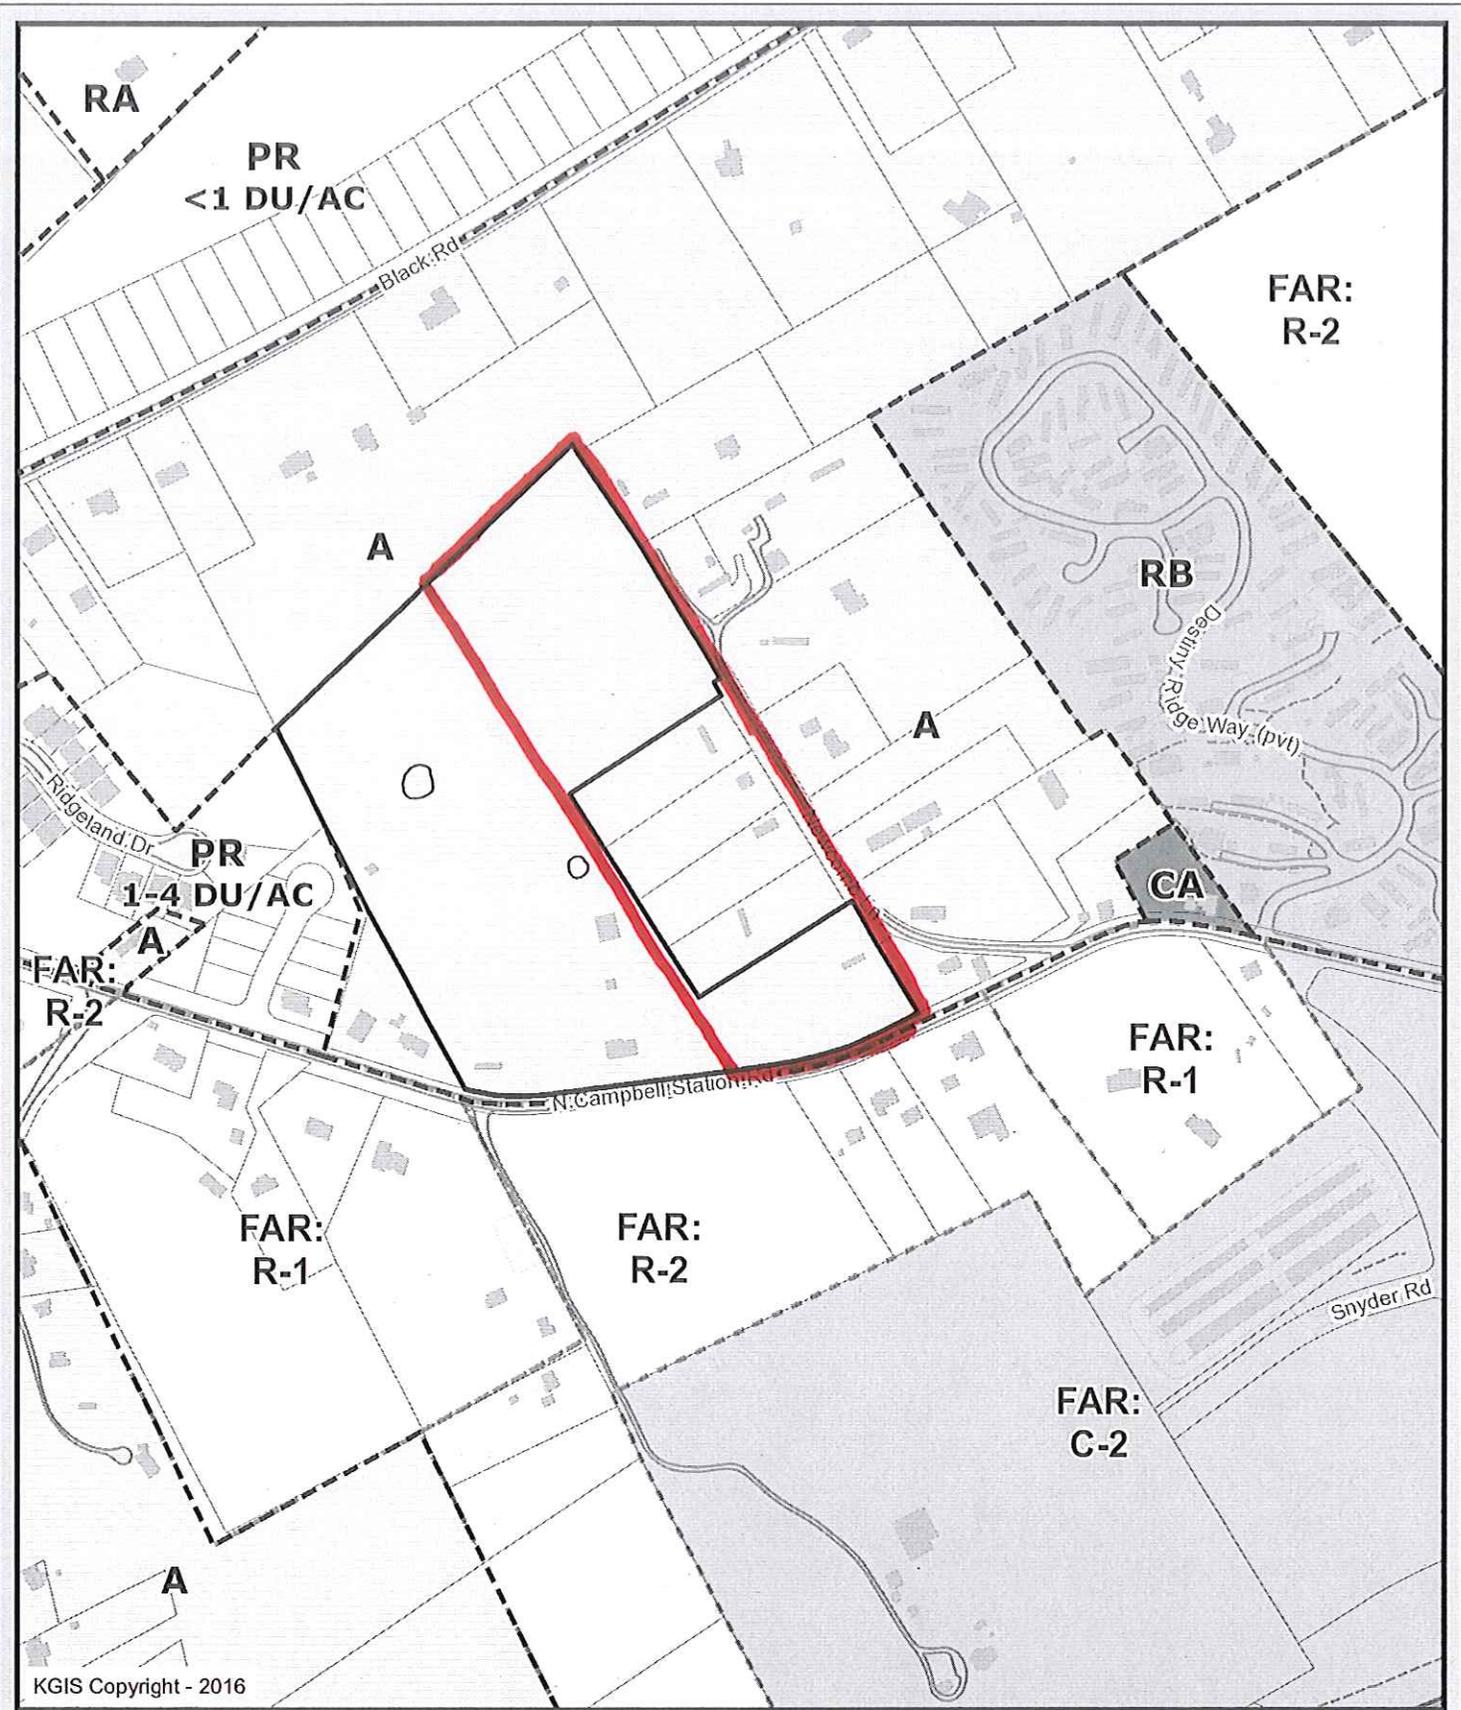 RA
PR
<1 DU/AC
Black Rd
FAR:
R-2
A
RB
Destiny Ridge Way (pvt)
A
Ridgeland Dr
PR
1-4 DU/AC
CA
A
FAR:
R-2
FAR:
R-1
N Campbell Station Rd
FAR:
R-1
FAR:
R-2
Snyder Rd
FAR:
C-2
A
KGIS Copyright - 2016